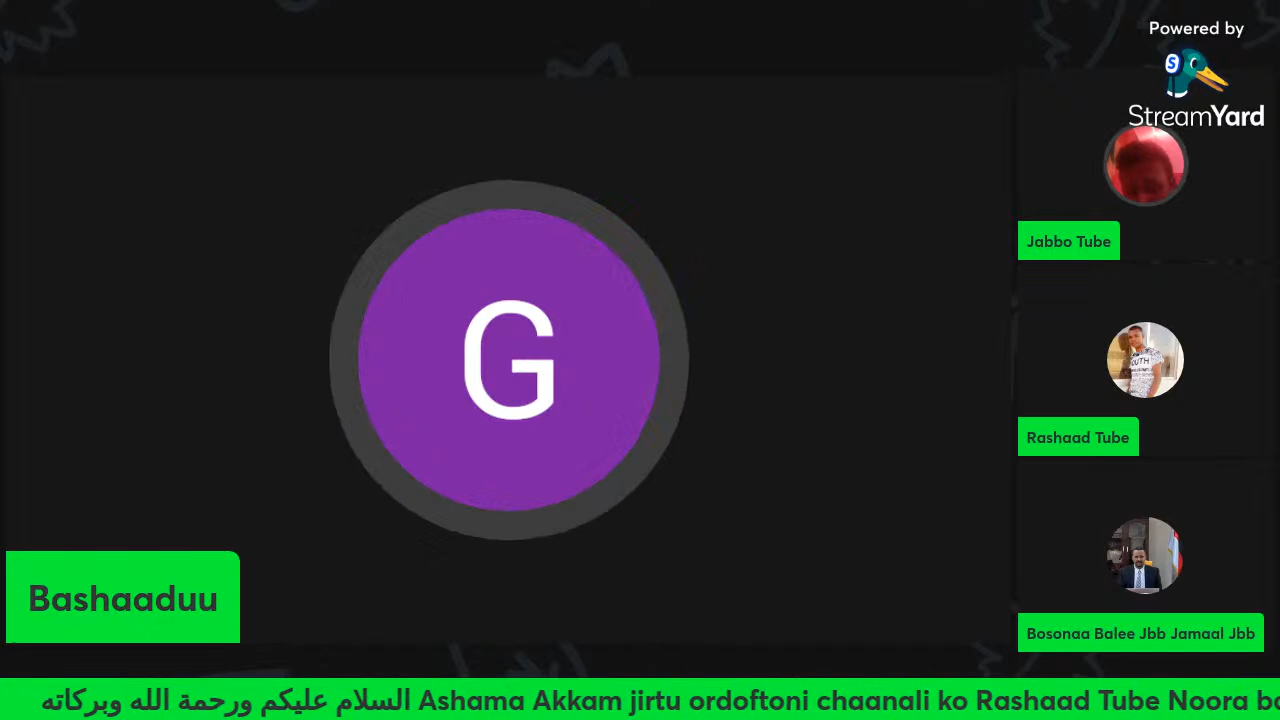 Powered by
S
StreamYard
G
Jabbo Tube
Rashaad Tube
OUTH
Bosonaa Balee Jbb Jamaal Jbb
Bashaaduu
السلام عليكم ورحمة الله وبركاته Ashama Akkam jirtu ordoftoni chaanali ko Rashaad Tube Noora